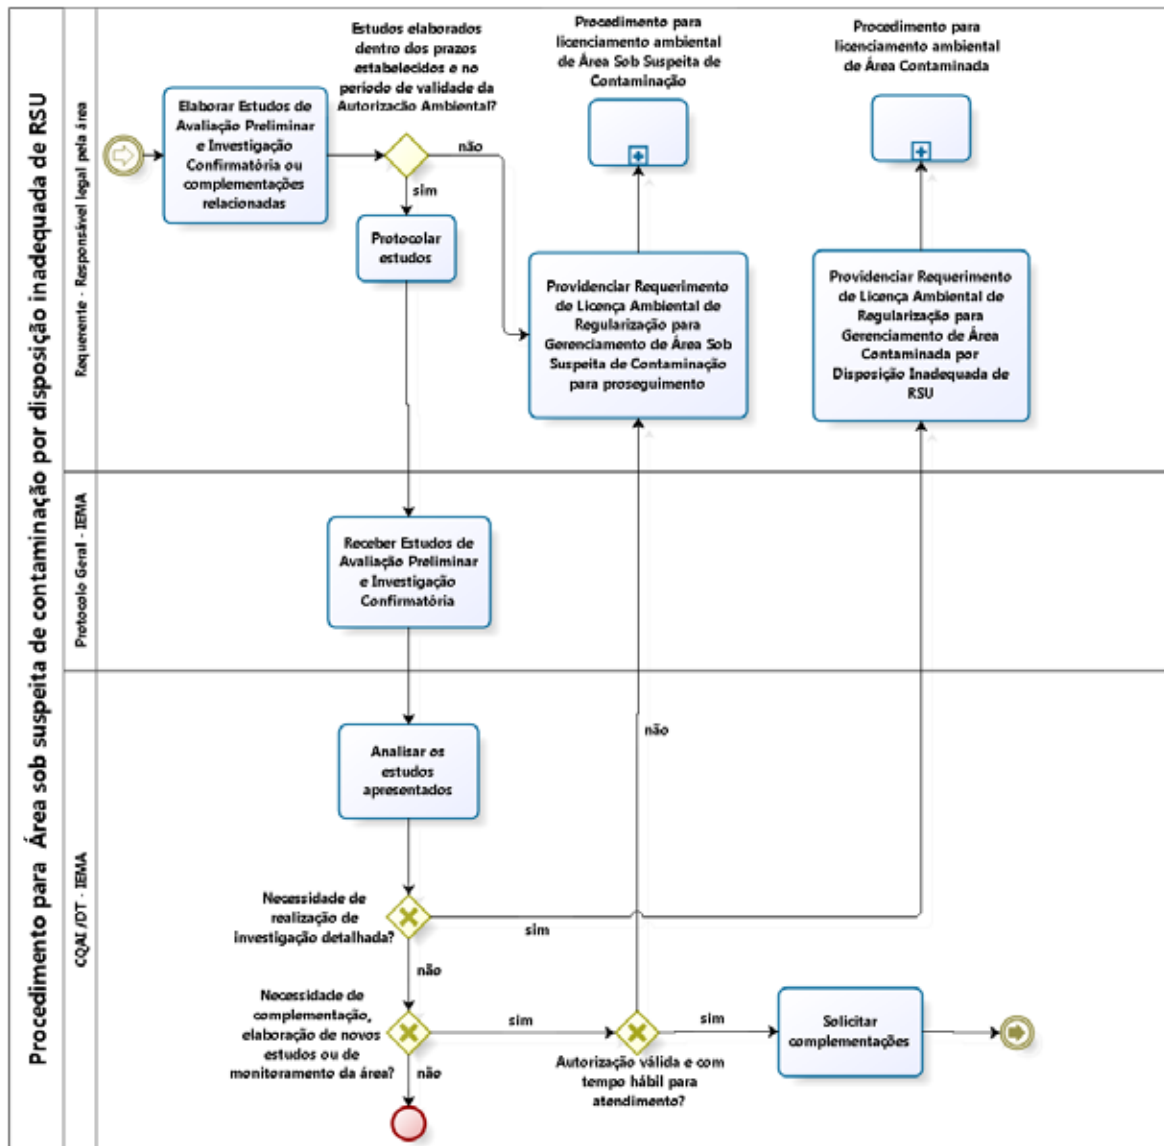 Procedimento para Área sob suspeita de contaminação por disposição inadequada de RSU
Requerente - Responsável legal pela área
Elaborar Estudos de
Avaliação Preliminar
e Investigação
Confirmatória ou
complementações
relacionadas
Estudos elaborados
dentro dos prazos
estabelecidos e no
período de validade da
Autorização Ambiental?
não
sim
Protocolar
estudos
Procedimento para
licenciamento ambiental
de Área Sob Suspeita de
Contaminação
Providenciar Requerimento
de Licença Ambiental de
Regularização para
Gerenciamento de Área Sob
Suspeita de Contaminação
para proseguimento
Procedimento para
licenciamento ambiental
de Área Contaminada
Providenciar Requerimento
de Licença Ambiental de
Regularização para
Gerenciamento de Área
Contaminada por
Disposição Inadequada de
RSU
Protocolo Geral - IEMA
Receber Estudos de
Avaliação Preliminar
e Investigação
Confirmatória
CQAI /DT - IEMA
Analisar os
estudos
apresentados
Necessidade de
realização de
investigação detalhada?
sim
não
Necessidade de
complementação,
elaboração de novos
estudos ou de
monitoramento da área?
sim
não
Autorização válida e com
tempo hábil para
atendimento?
não
sim
Solicitar
complementações